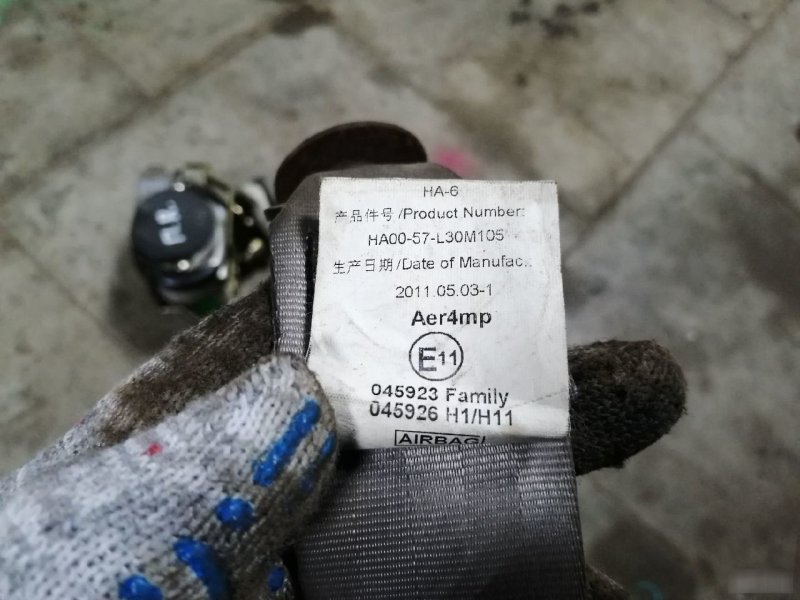 HA-6
产品件号/Product Number:
HA00-57-L30M105
生产日期/Date of Manufac..
2011.05.03-1
Aer4mp
E11
045923 Family
045926 H1/H11
AIRBAG